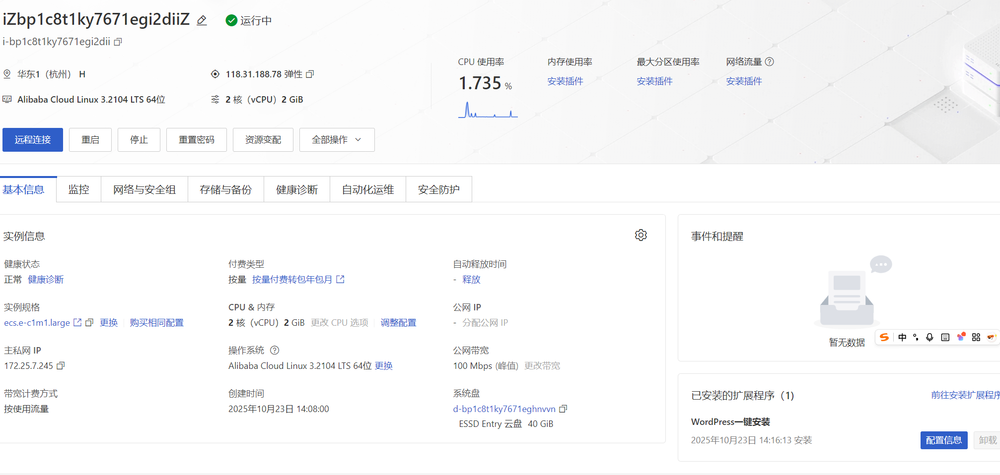 iZbp1c8t1ky7671egi2diiZ 运行中
i-bp1c8t1ky7671egi2dii
华东1（杭州） H
118.31.188.78 弹性
Alibaba Cloud Linux 3.2104 LTS 64位
2 核（vCPU）2 GiB
CPU 使用率
1.735 %
内存使用率
安装插件
最大分区使用率
安装插件
网络流量
安装插件
远程连接 重启 停止 重置密码 资源变配 全部操作
基本信息 监控 网络与安全组 存储与备份 健康诊断 自动化运维 安全防护
实例信息
健康状态
正常 健康诊断
付费类型
按量 按量付费转包年包月
自动释放时间
- 释放
实例规格
ecs.e-c1m1.large 更换 购买相同配置
CPU & 内存
2 核（vCPU）2 GiB 更改 CPU 选项 调整配置
公网 IP
- 分配公网 IP
主私网 IP
172.25.7.245
操作系统
Alibaba Cloud Linux 3.2104 LTS 64位 更换
公网带宽
100 Mbps (峰值) 更改带宽
带宽计费方式
按使用流量
创建时间
2025年10月23日 14:08:00
系统盘
d-bp1c8t1ky7671eghnvvn
ESSD Entry 云盘 40 GiB
事件和提醒
暂无数据
中
已安装的扩展程序（1） 前往安装扩展程序
WordPress一键安装
2025年10月23日 14:16:13 安装
配置信息 卸载